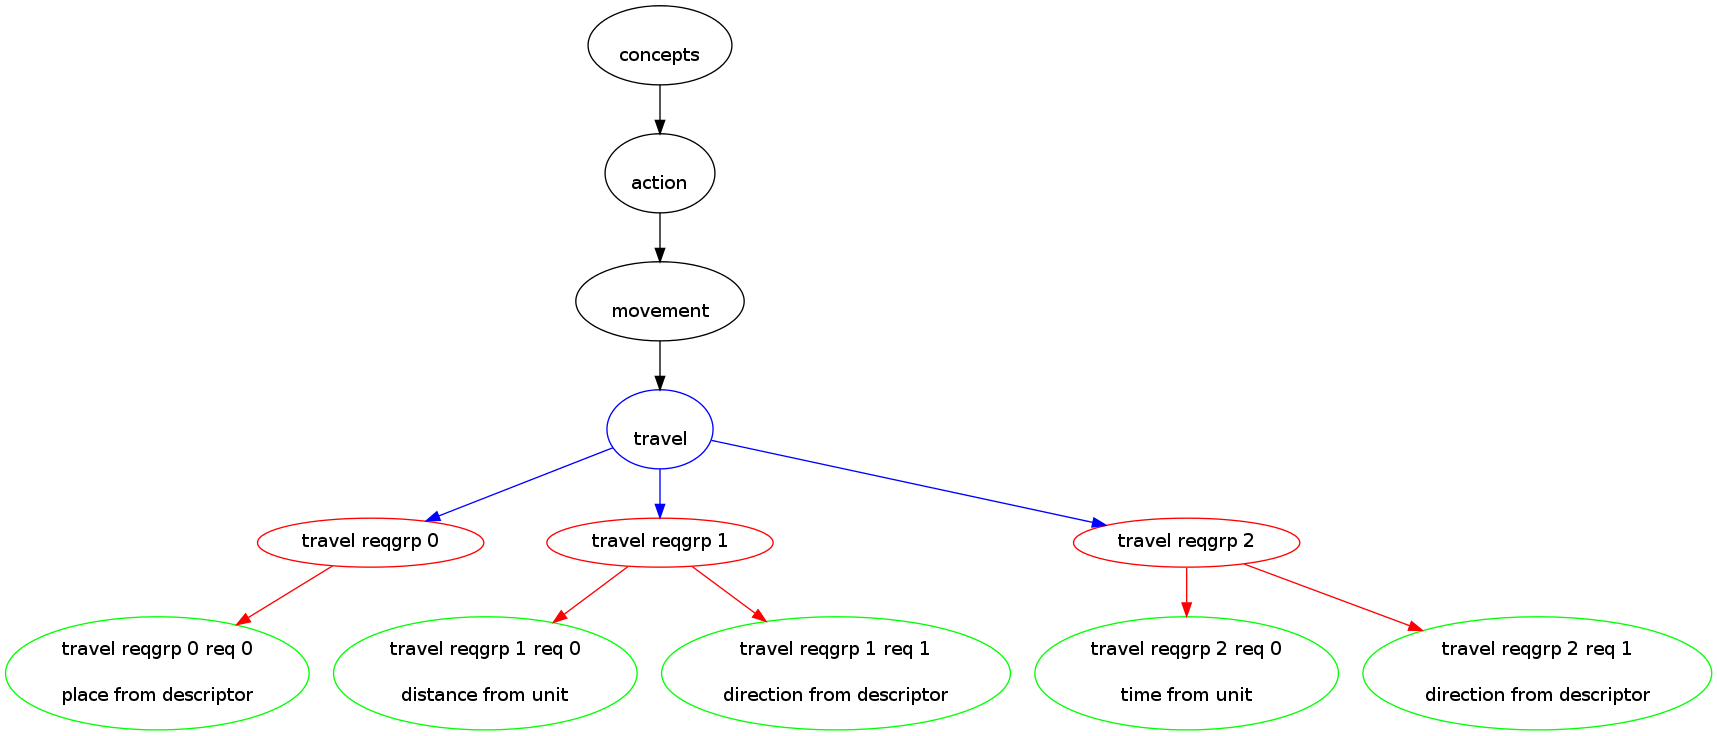 concepts
action
movement
travel
travel reqgrp 0
travel reqgrp 1
travel reqgrp 2
travel reqgrp 0 req 0
place from descriptor
travel reqgrp 1 req 0
distance from unit
travel reqgrp 1 req 1
direction from descriptor
travel reqgrp 2 req 0
time from unit
travel reqgrp 2 req 1
direction from descriptor